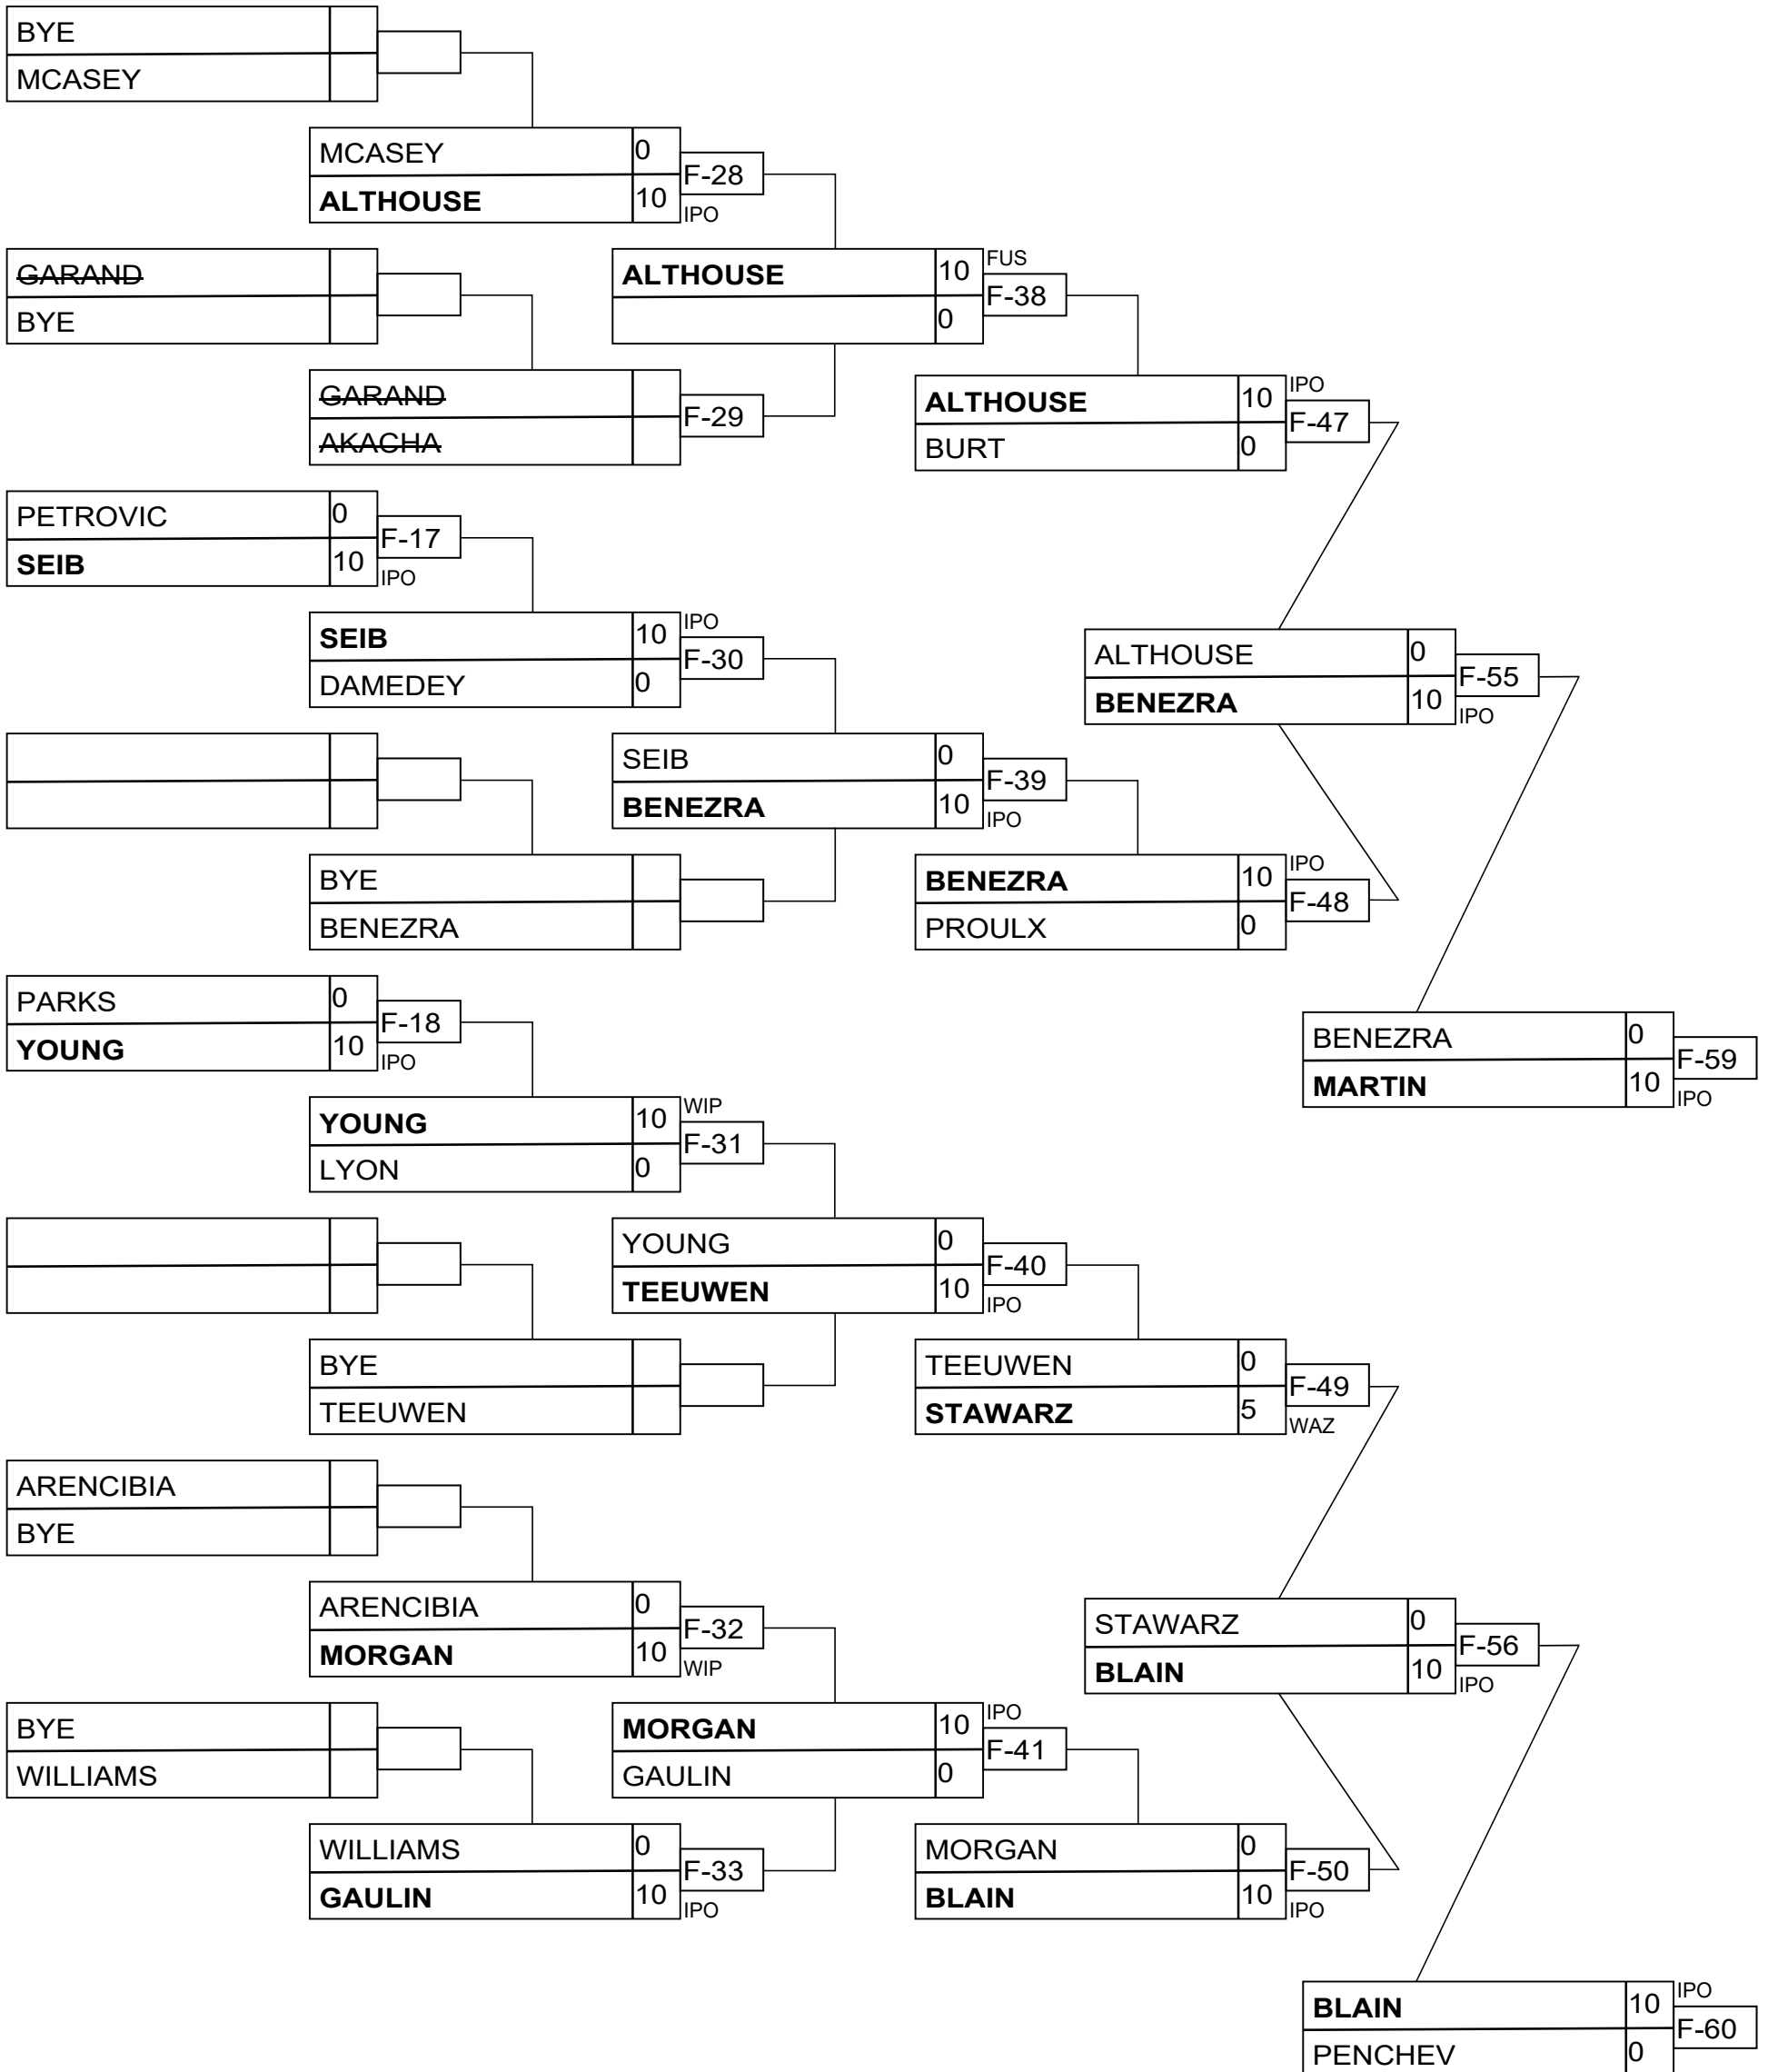 BYE
MCASEY
MCASEY 0
F-28
ALTHOUSE 10
IPO
GARAND
BYE
ALTHOUSE 10
FUS
F-38
0
GARAND
F-29
AKACHA
ALTHOUSE 10
IPO
F-47
BURT 0
PETROVIC 0
F-17
SEIB 10
IPO
SEIB 10
IPO
F-30
DAMEDEY 0
ALTHOUSE 0
F-55
BENEZRA 10
IPO
SEIB 0
F-39
BENEZRA 10
IPO
BYE
BENEZRA
BENEZRA 10
IPO
F-48
PROULX 0
PARKS 0
F-18
YOUNG 10
IPO
BENEZRA 0
F-59
MARTIN 10
IPO
YOUNG 10
WIP
F-31
LYON 0
YOUNG 0
F-40
TEEUWEN 10
IPO
BYE
TEEUWEN
TEEUWEN 0
F-49
STAWARZ 5
WAZ
ARENCIBIA
BYE
ARENCIBIA 0
F-32
MORGAN 10
WIP
STAWARZ 0
F-56
BLAIN 10
IPO
BYE
WILLIAMS
MORGAN 10
IPO
F-41
GAULIN 0
WILLIAMS 0
F-33
GAULIN 10
IPO
MORGAN 0
F-50
BLAIN 10
IPO
BLAIN 10
IPO
F-60
PENCHEV 0